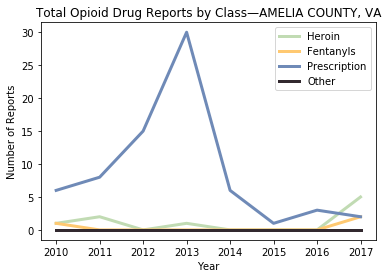 Total Opioid Drug Reports by Class—AMELIA COUNTY, VA
Heroin
Fentanyls
Prescription
Other
30
25
20
15
10
5
0
Number of Reports
2010 2011 2012 2013 2014 2015 2016 2017
Year